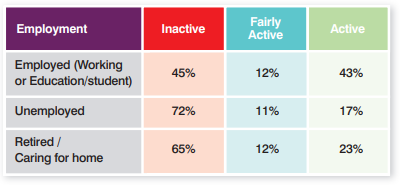 Employment Inactive Fairly Active Active
Employed (Working or Education/student) 45% 12% 43%
Unemployed 72% 11% 17%
Retired / Caring for home 65% 12% 23%